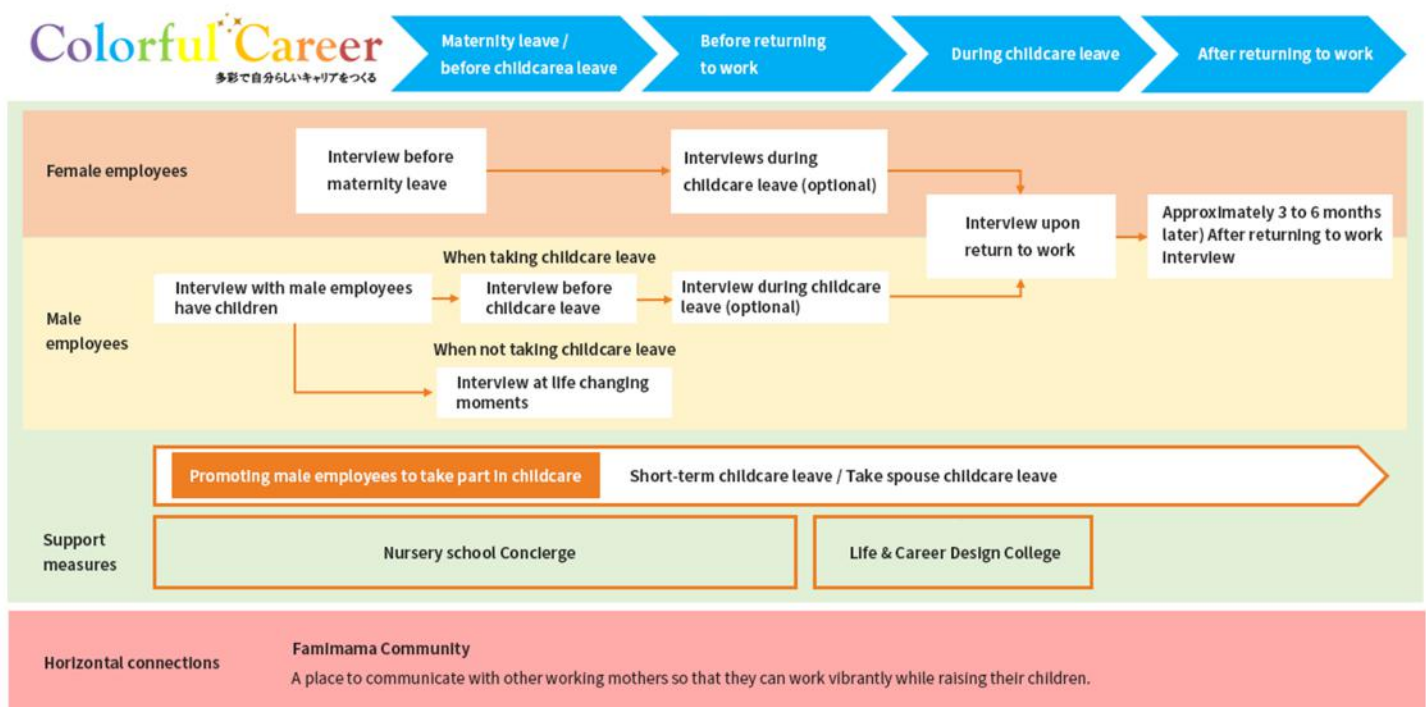 Colorful Career
多彩で自分らしいキャリアをつくる
Maternity leave /
before childcarea leave
Before returning
to work
During childcare leave
After returning to work
Female employees
Interview before
maternity leave
Interviews during
childcare leave (optional)
Interview upon
return to work
Approximately 3 to 6 months
later) After returning to work
Interview
Male
employees
Interview with male employees
have children
When taking childcare leave
Interview before
childcare leave
Interview during childcare
leave (optional)
When not taking childcare leave
Interview at life changing
moments
Promoting male employees to take part in childcare
Short-term childcare leave / Take spouse childcare leave
Support
measures
Nursery school Concierge
Life & Career Design College
Horizontal connections
Famimama Community
A place to communicate with other working mothers so that they can work vibrantly while raising their children.